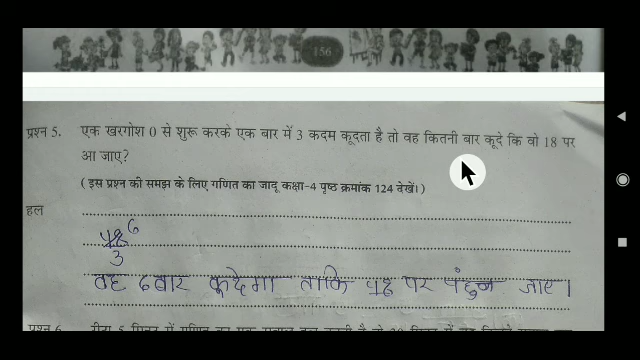 156
प्रश्न 5. एक खरगोश 0 से शुरू करके एक बार में 3 कदम कूदता है तो वह कितनी बार कूदे कि वो 18 पर
आ जाए?
( इस प्रश्न की समझ के लिए गणित का जादू कक्षा-4 पृष्ठ क्रमांक 124 देखें। )
हल
6
3
वह 6 बार कूदेगा ताकि १८ पर पंहुच जाए।
प्रश्न 6.